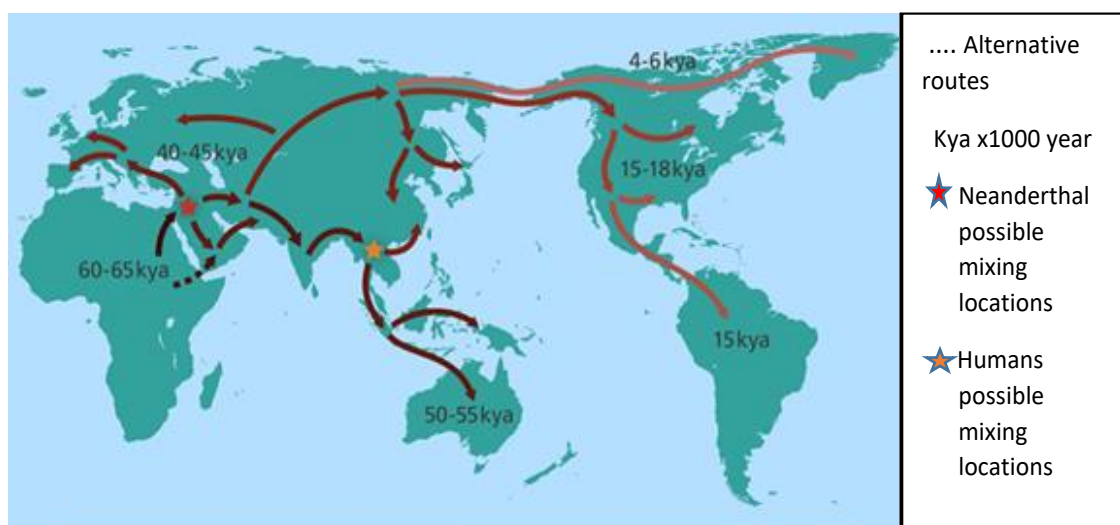 4-6kya
40-45kya
15-18kya
60-65kya
15kya
50-55kya
.... Alternative
routes
Kya x1000 year
Neanderthal
possible
mixing
locations
Humans
possible
mixing
locations